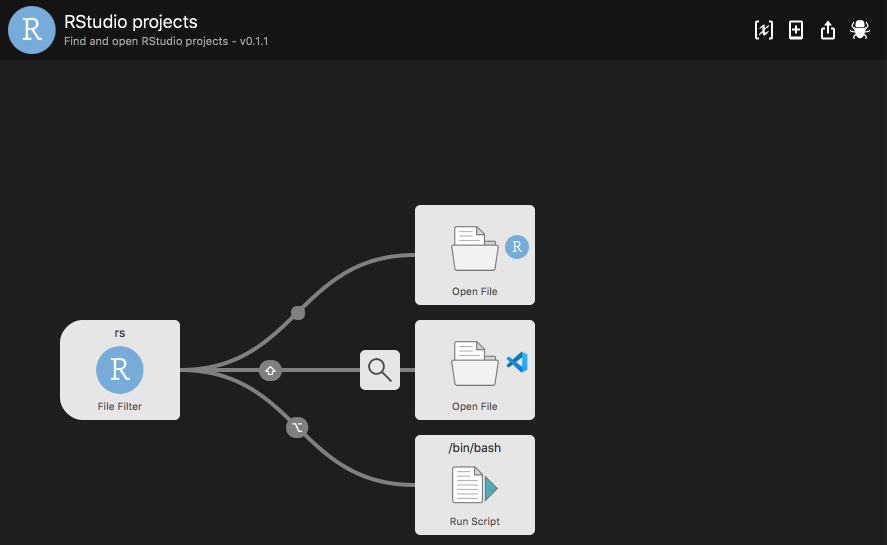 R
RStudio projects
Find and open RStudio projects - v0.1.1
R
Open File
rs
R
File Filter
Open File
/bin/bash
Run Script